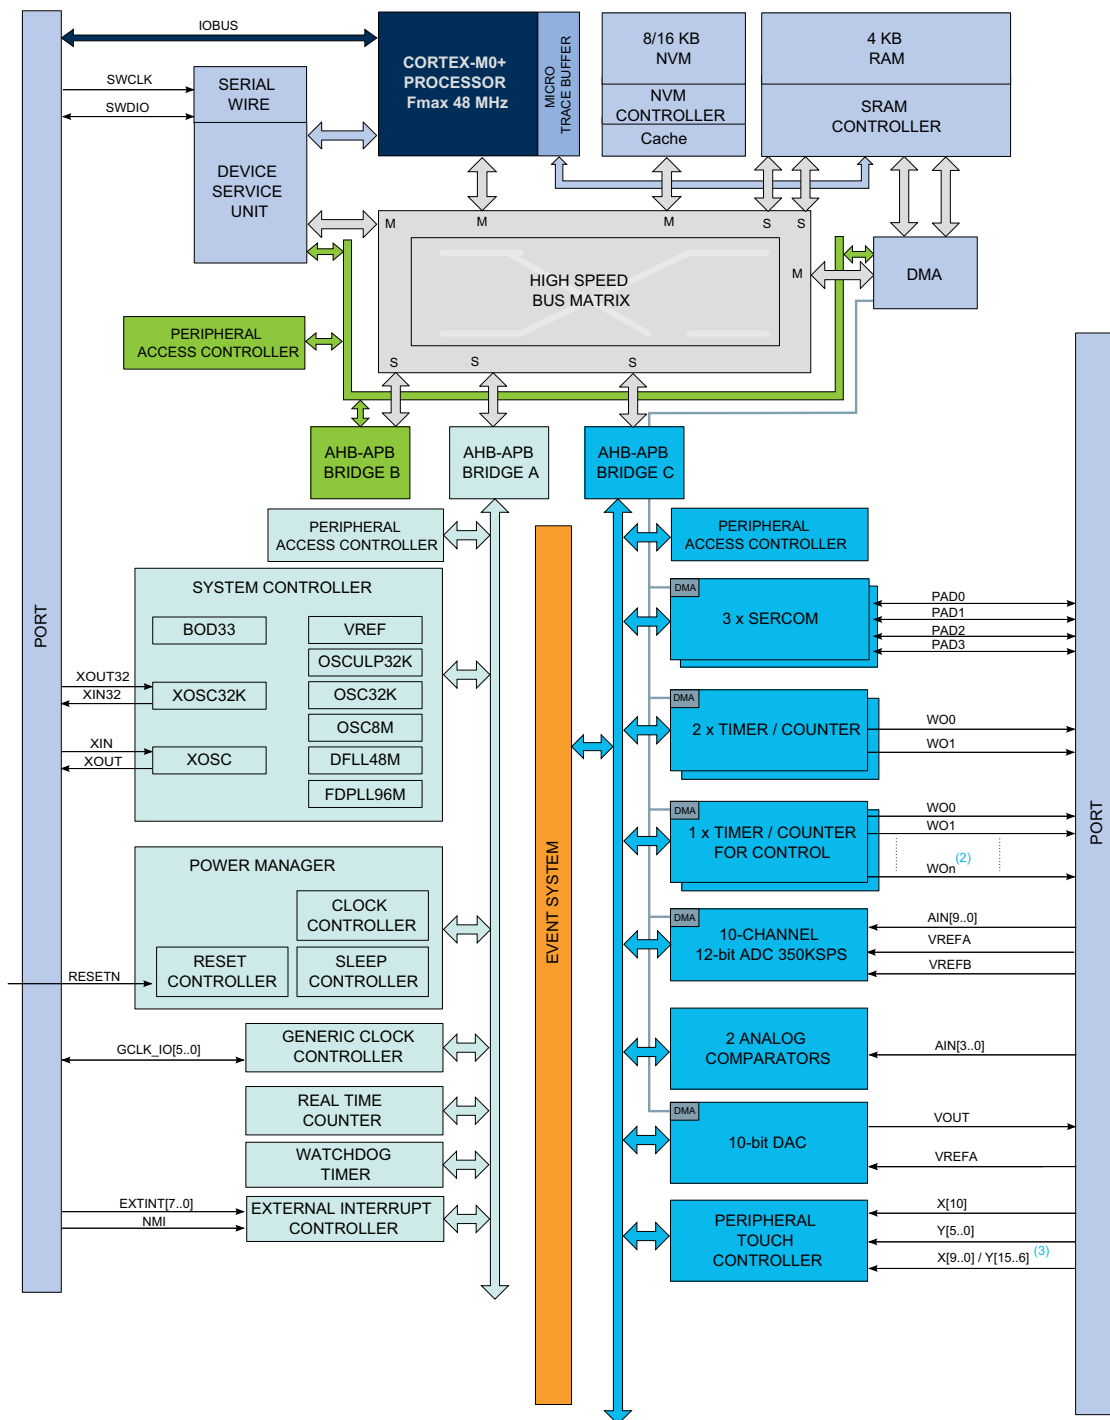 IOBUS
CORTEX-M0+
PROCESSOR
Fmax 48 MHz
MICRO
TRACE BUFFER
8/16 KB
NVM
NVM
CONTROLLER
Cache
4 KB
RAM
SRAM
CONTROLLER
SWCLK
SWDIO
SERIAL
WIRE
DEVICE
SERVICE
UNIT
M
M
M
S
S
M
HIGH SPEED
BUS MATRIX
DMA
PERIPHERAL
ACCESS CONTROLLER
S
S
S
AHB-APB
BRIDGE B
AHB-APB
BRIDGE A
AHB-APB
BRIDGE C
PORT
PERIPHERAL
ACCESS CONTROLLER
SYSTEM CONTROLLER
BOD33
VREF
OSCULP32K
XOUT32
XIN32
XOSC32K
OSC32K
OSC8M
XIN
XOUT
XOSC
DFLL48M
FDPLL96M
POWER MANAGER
CLOCK
CONTROLLER
RESETN
RESET
CONTROLLER
SLEEP
CONTROLLER
GCLK_IO[5..0]
GENERIC CLOCK
CONTROLLER
REAL TIME
COUNTER
WATCHDOG
TIMER
EXTINT[7..0]
NMI
EXTERNAL INTERRUPT
CONTROLLER
EVENT SYSTEM
PERIPHERAL
ACCESS CONTROLLER
DMA
3 x SERCOM
PAD0
PAD1
PAD2
PAD3
DMA
2 x TIMER / COUNTER
WO0
WO1
DMA
1 x TIMER / COUNTER
FOR CONTROL
WO0
WO1
WOn (2)
DMA
10-CHANNEL
12-bit ADC 350KSPS
AIN[9..0]
VREFA
VREFB
2 ANALOG
COMPARATORS
AIN[3..0]
DMA
10-bit DAC
VOUT
VREFA
PERIPHERAL
TOUCH
CONTROLLER
X[10]
Y[5..0]
X[9..0] / Y[15..6] (3)
PORT